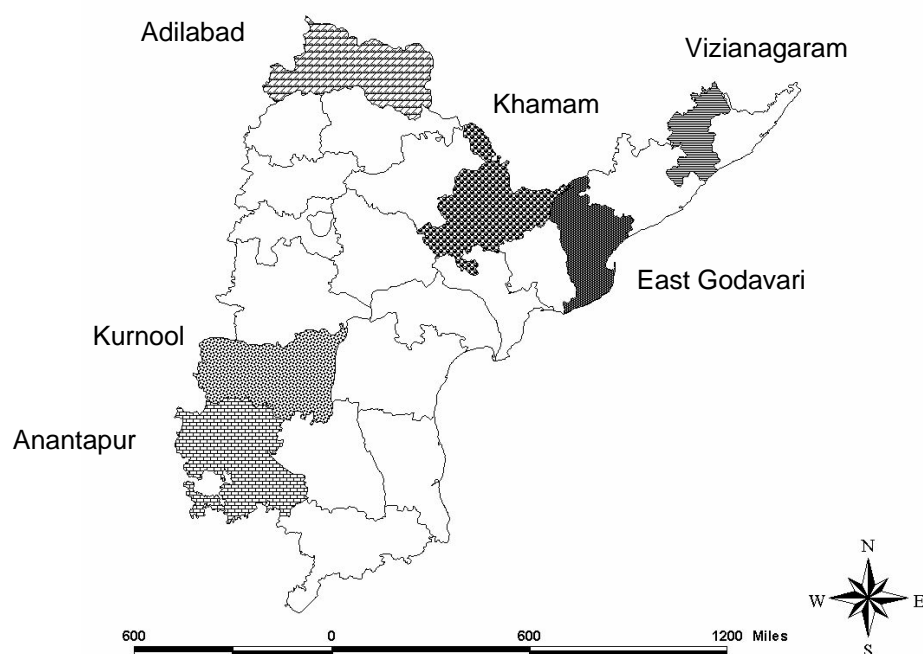 Adilabad
Vizianagaram
Khamam
East Godavari
Kurnool
Anantapur
N
W E
S
600 0 600 1200 Miles